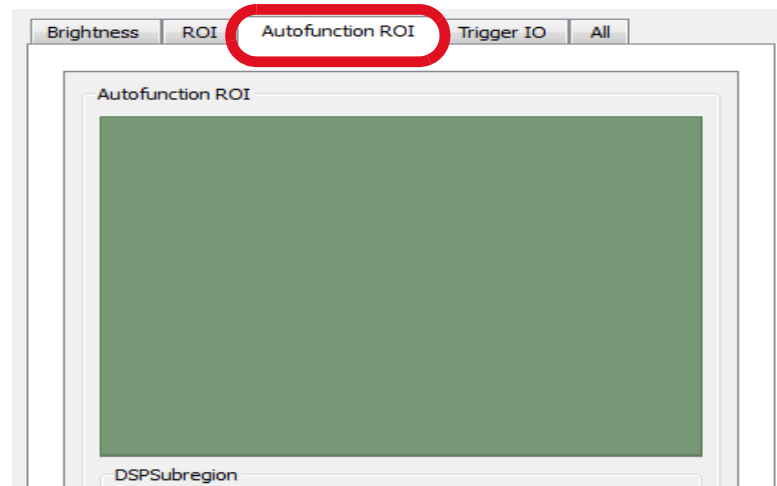 Brightness ROI Autofunction ROI Trigger IO All
Autofunction ROI
DSPSubregion